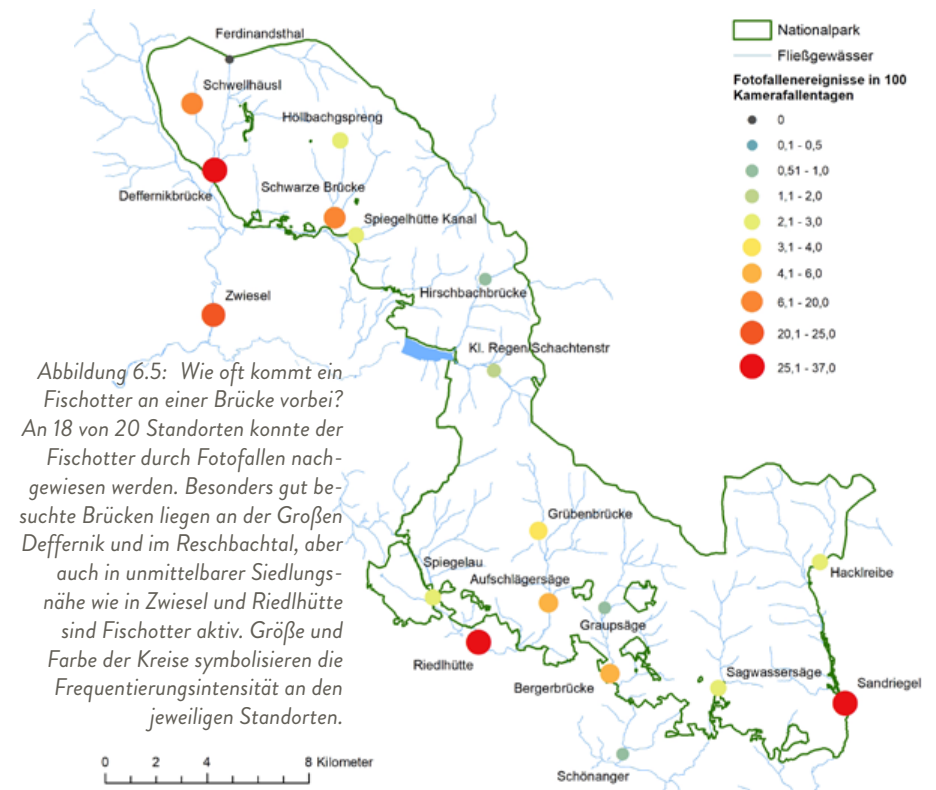 Ferdinandsthal
Schwellhäusl
Höllbachgspreng
Deffernikbrücke
Schwarze Brücke
Spiegelhütte Kanal
Zwiesel
Hirschbachbrücke
Kl. Regen/Schachtenstr
Grübenbrücke
Spiegelau
Aufschlägersäge
Hacklreibe
Graupsäge
Riedlhütte
Bergerbrücke
Sagwassersäge
Sandriegel
Schönanger
Nationalpark
Fließgewässer
Fotofallenereignisse in 100
Kamerafallentagen
0
0,1 - 0,5
0,51 - 1,0
1,1 - 2,0
2,1 - 3,0
3,1 - 4,0
4,1 - 6,0
6,1 - 20,0
20,1 - 25,0
25,1 - 37,0
Abbildung 6.5: Wie oft kommt ein
Fischotter an einer Brücke vorbei?
An 18 von 20 Standorten konnte der
Fischotter durch Fotofallen nach-
gewiesen werden. Besonders gut be-
suchte Brücken liegen an der Großen
Deffernik und im Reschbachtal, aber
auch in unmittelbarer Siedlungs-
nähe wie in Zwiesel und Riedlhütte
sind Fischotter aktiv. Größe und
Farbe der Kreise symbolisieren die
Frequentierungsintensität an den
jeweiligen Standorten.
0 2 4 8 Kilometer